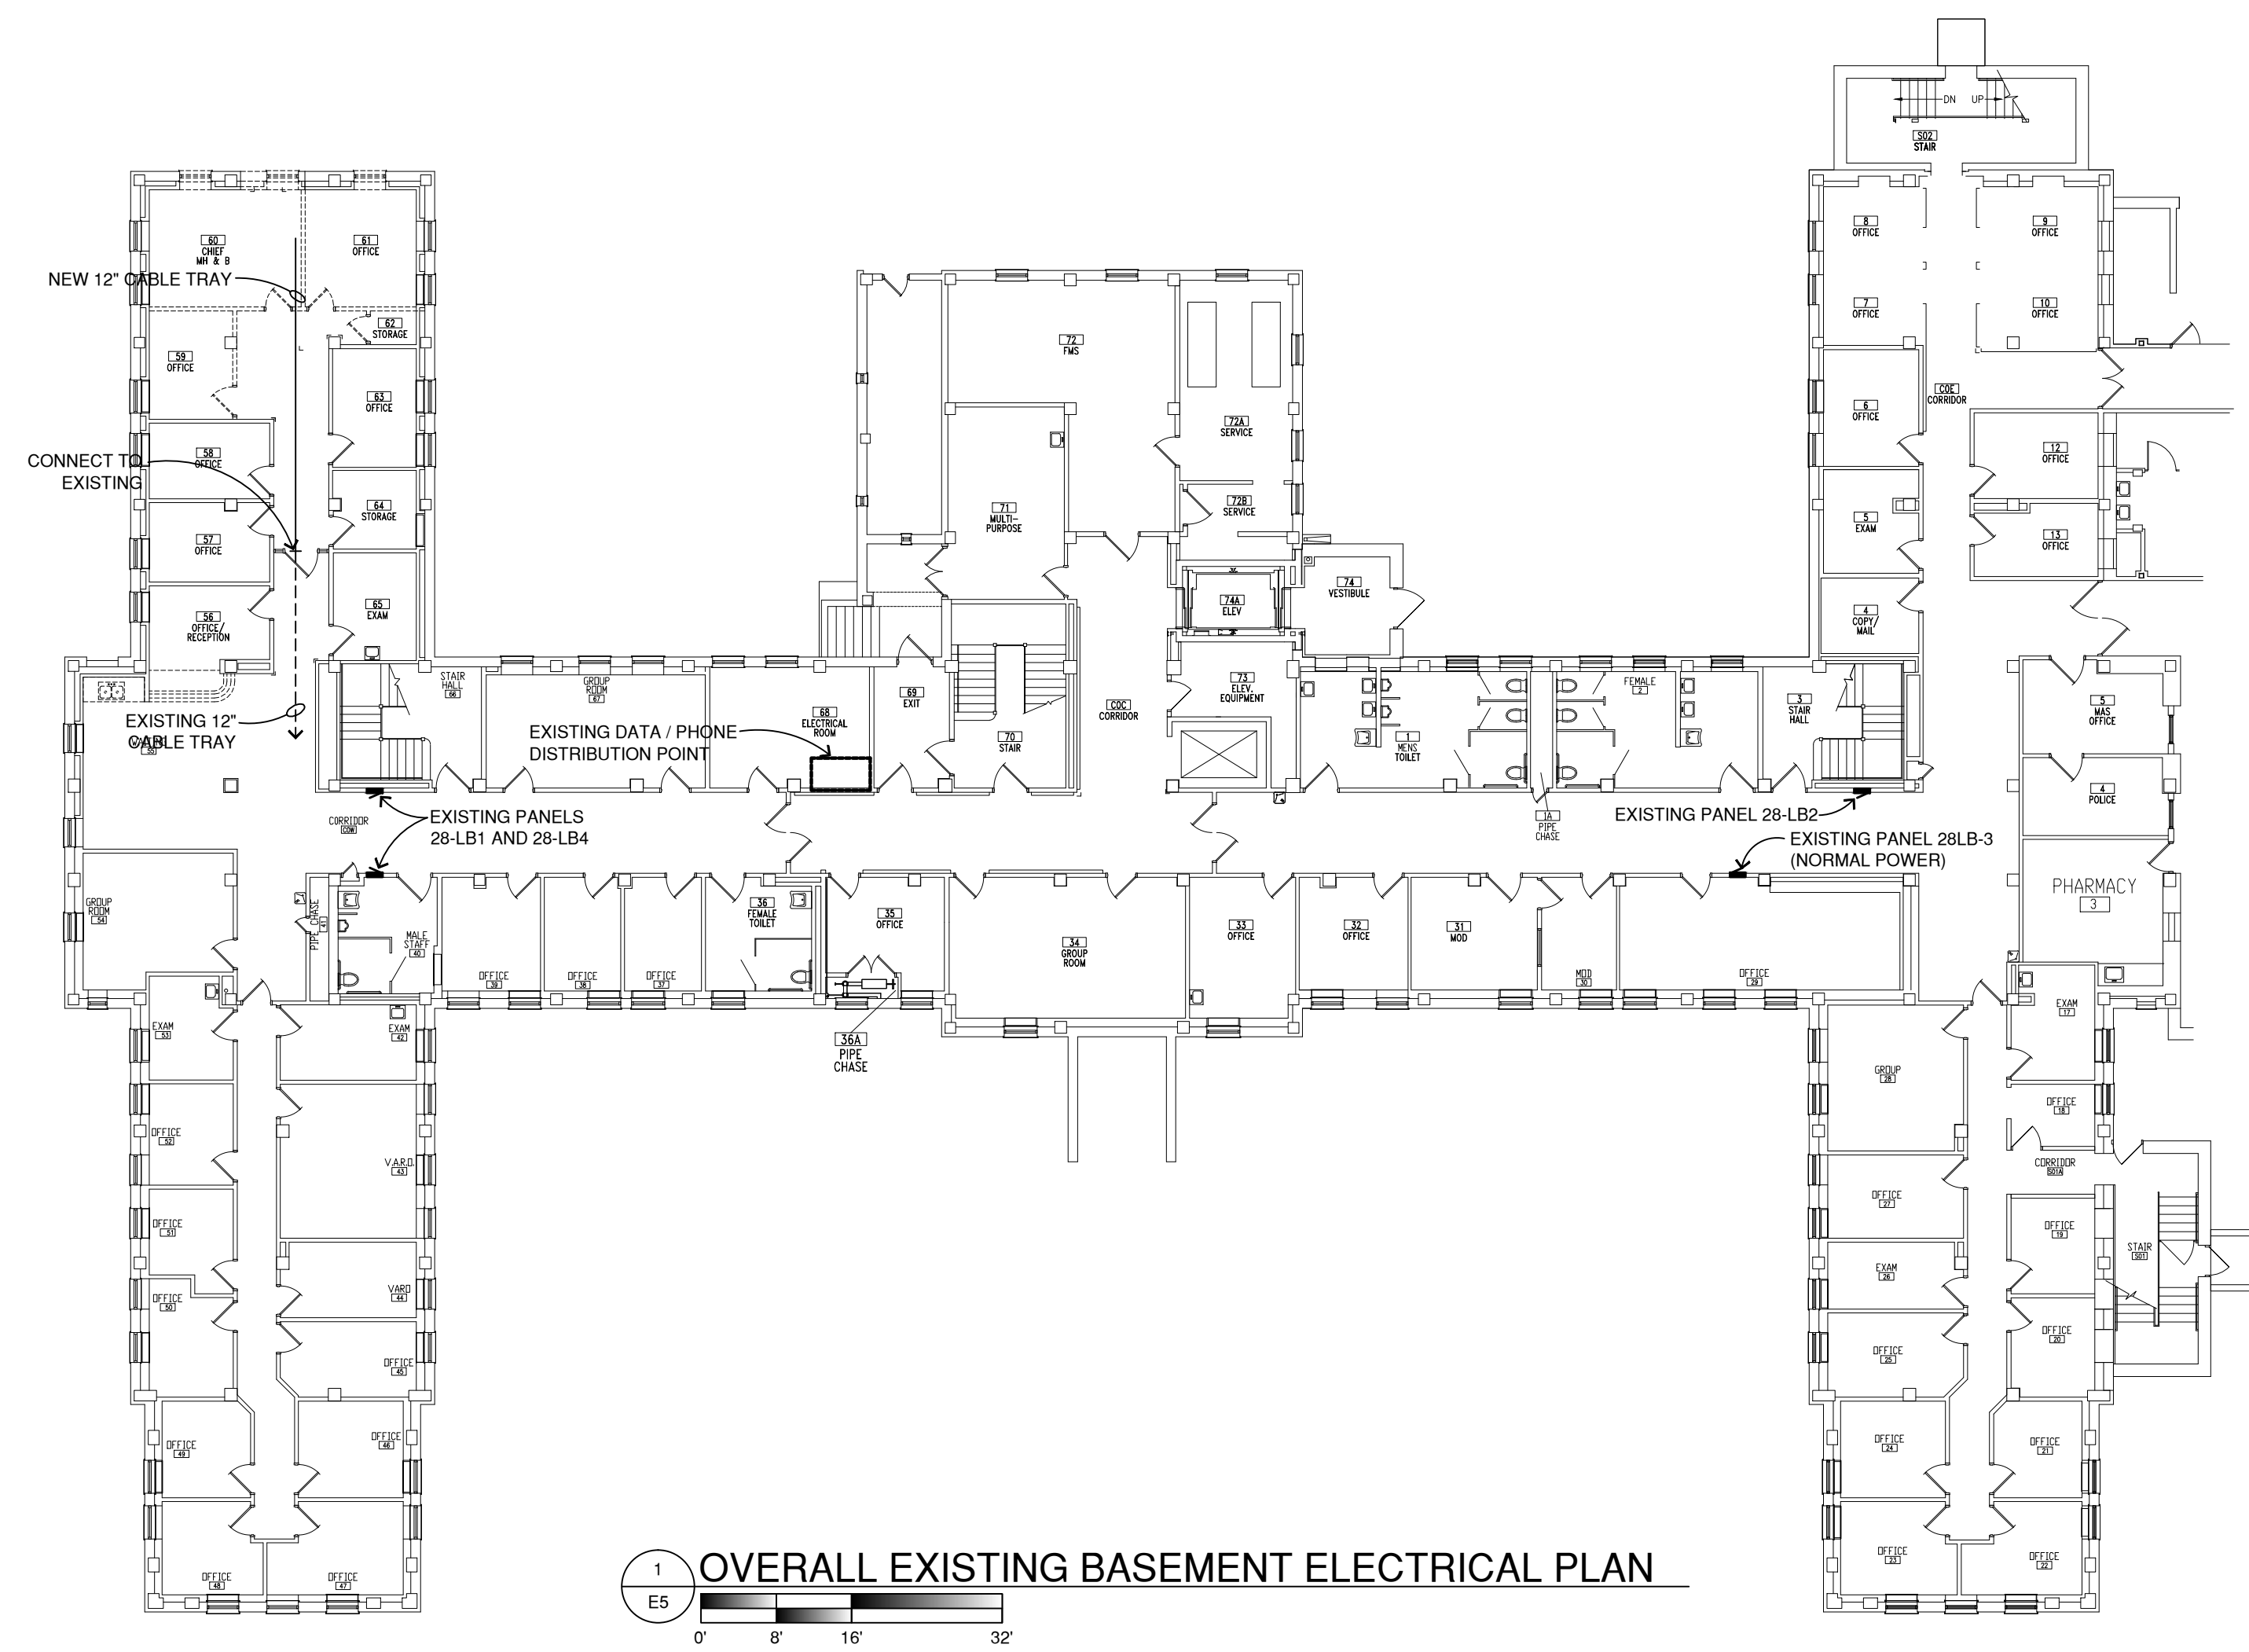 DN UP
S02
STAIR
60
CHIEF
MH & B
61
OFFICE
8
OFFICE
9
OFFICE
NEW 12" CABLE TRAY
62
STORAGE
7
OFFICE
10
OFFICE
59
OFFICE
72
FMS
63
OFFICE
C0E
CORRIDOR
6
OFFICE
72A
SERVICE
12
OFFICE
CONNECT TO
EXISTING
58
OFFICE
64
STORAGE
72B
SERVICE
71
MULTI-
PURPOSE
5
EXAM
13
OFFICE
57
OFFICE
74
VESTIBULE
65
EXAM
74A
ELEV
56
OFFICE/
RECEPTION
4
COPY/
MAIL
STAIR
HALL
66
GROUP
ROOM
67
69
EXIT
73
ELEV.
EQUIPMENT
FEMALE
2
3
STAIR
HALL
5
MAS
OFFICE
C0C
CORRIDOR
EXISTING 12"
CABLE TRAY
55
68
ELECTRICAL
ROOM
EXISTING DATA / PHONE
DISTRIBUTION POINT
70
STAIR
1
MENS
TOILET
4
POLICE
CORRIDOR
C0W
EXISTING PANELS
28-LB1 AND 28-LB4
1A
PIPE
CHASE
EXISTING PANEL 28-LB2
EXISTING PANEL 28LB-3
(NORMAL POWER)
PHARMACY
3
GROUP
ROOM
54
PIPE CHASE
41
MALE
STAFF
40
OFFICE
39
OFFICE
38
OFFICE
37
36
FEMALE
TOILET
35
OFFICE
34
GROUP
ROOM
33
OFFICE
32
OFFICE
31
MOD
MOD
30
OFFICE
29
EXAM
53
EXAM
42
36A
PIPE
CHASE
EXAM
17
GROUP
28
OFFICE
18
OFFICE
52
V.A.R.O.
43
CORRIDOR
S01A
OFFICE
51
OFFICE
27
OFFICE
19
STAIR
S01
OFFICE
50
VARO
44
EXAM
26
OFFICE
45
OFFICE
25
OFFICE
20
OFFICE
49
OFFICE
46
OFFICE
24
OFFICE
21
OFFICE
48
OFFICE
47
OFFICE
23
OFFICE
22
1
E5
OVERALL EXISTING BASEMENT ELECTRICAL PLAN
0' 8' 16' 32'